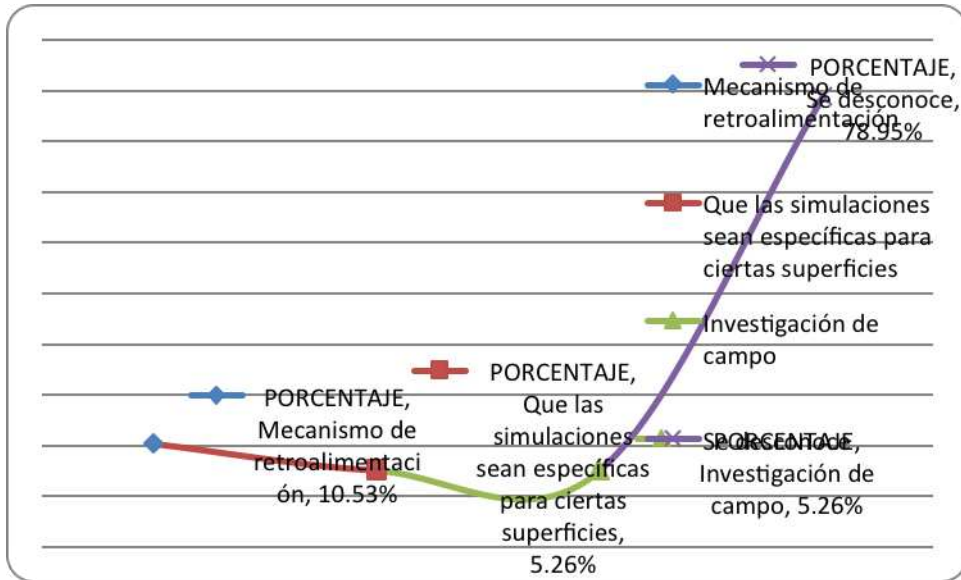 PORCENTAJE,
Mecanismo de
retroalimentaci
ón, 10.53%
PORCENTAJE,
Que las
simulaciones
sean específicas
para ciertas
superficies,
5.26%
PORCENTAJE,
Investigación de
campo, 5.26%
PORCENTAJE,
Se desconoce,
78.95%
Mecanismo de
retroalimentación
Que las simulaciones
sean específicas para
ciertas superficies
Investigación de
campo
Se desconoce